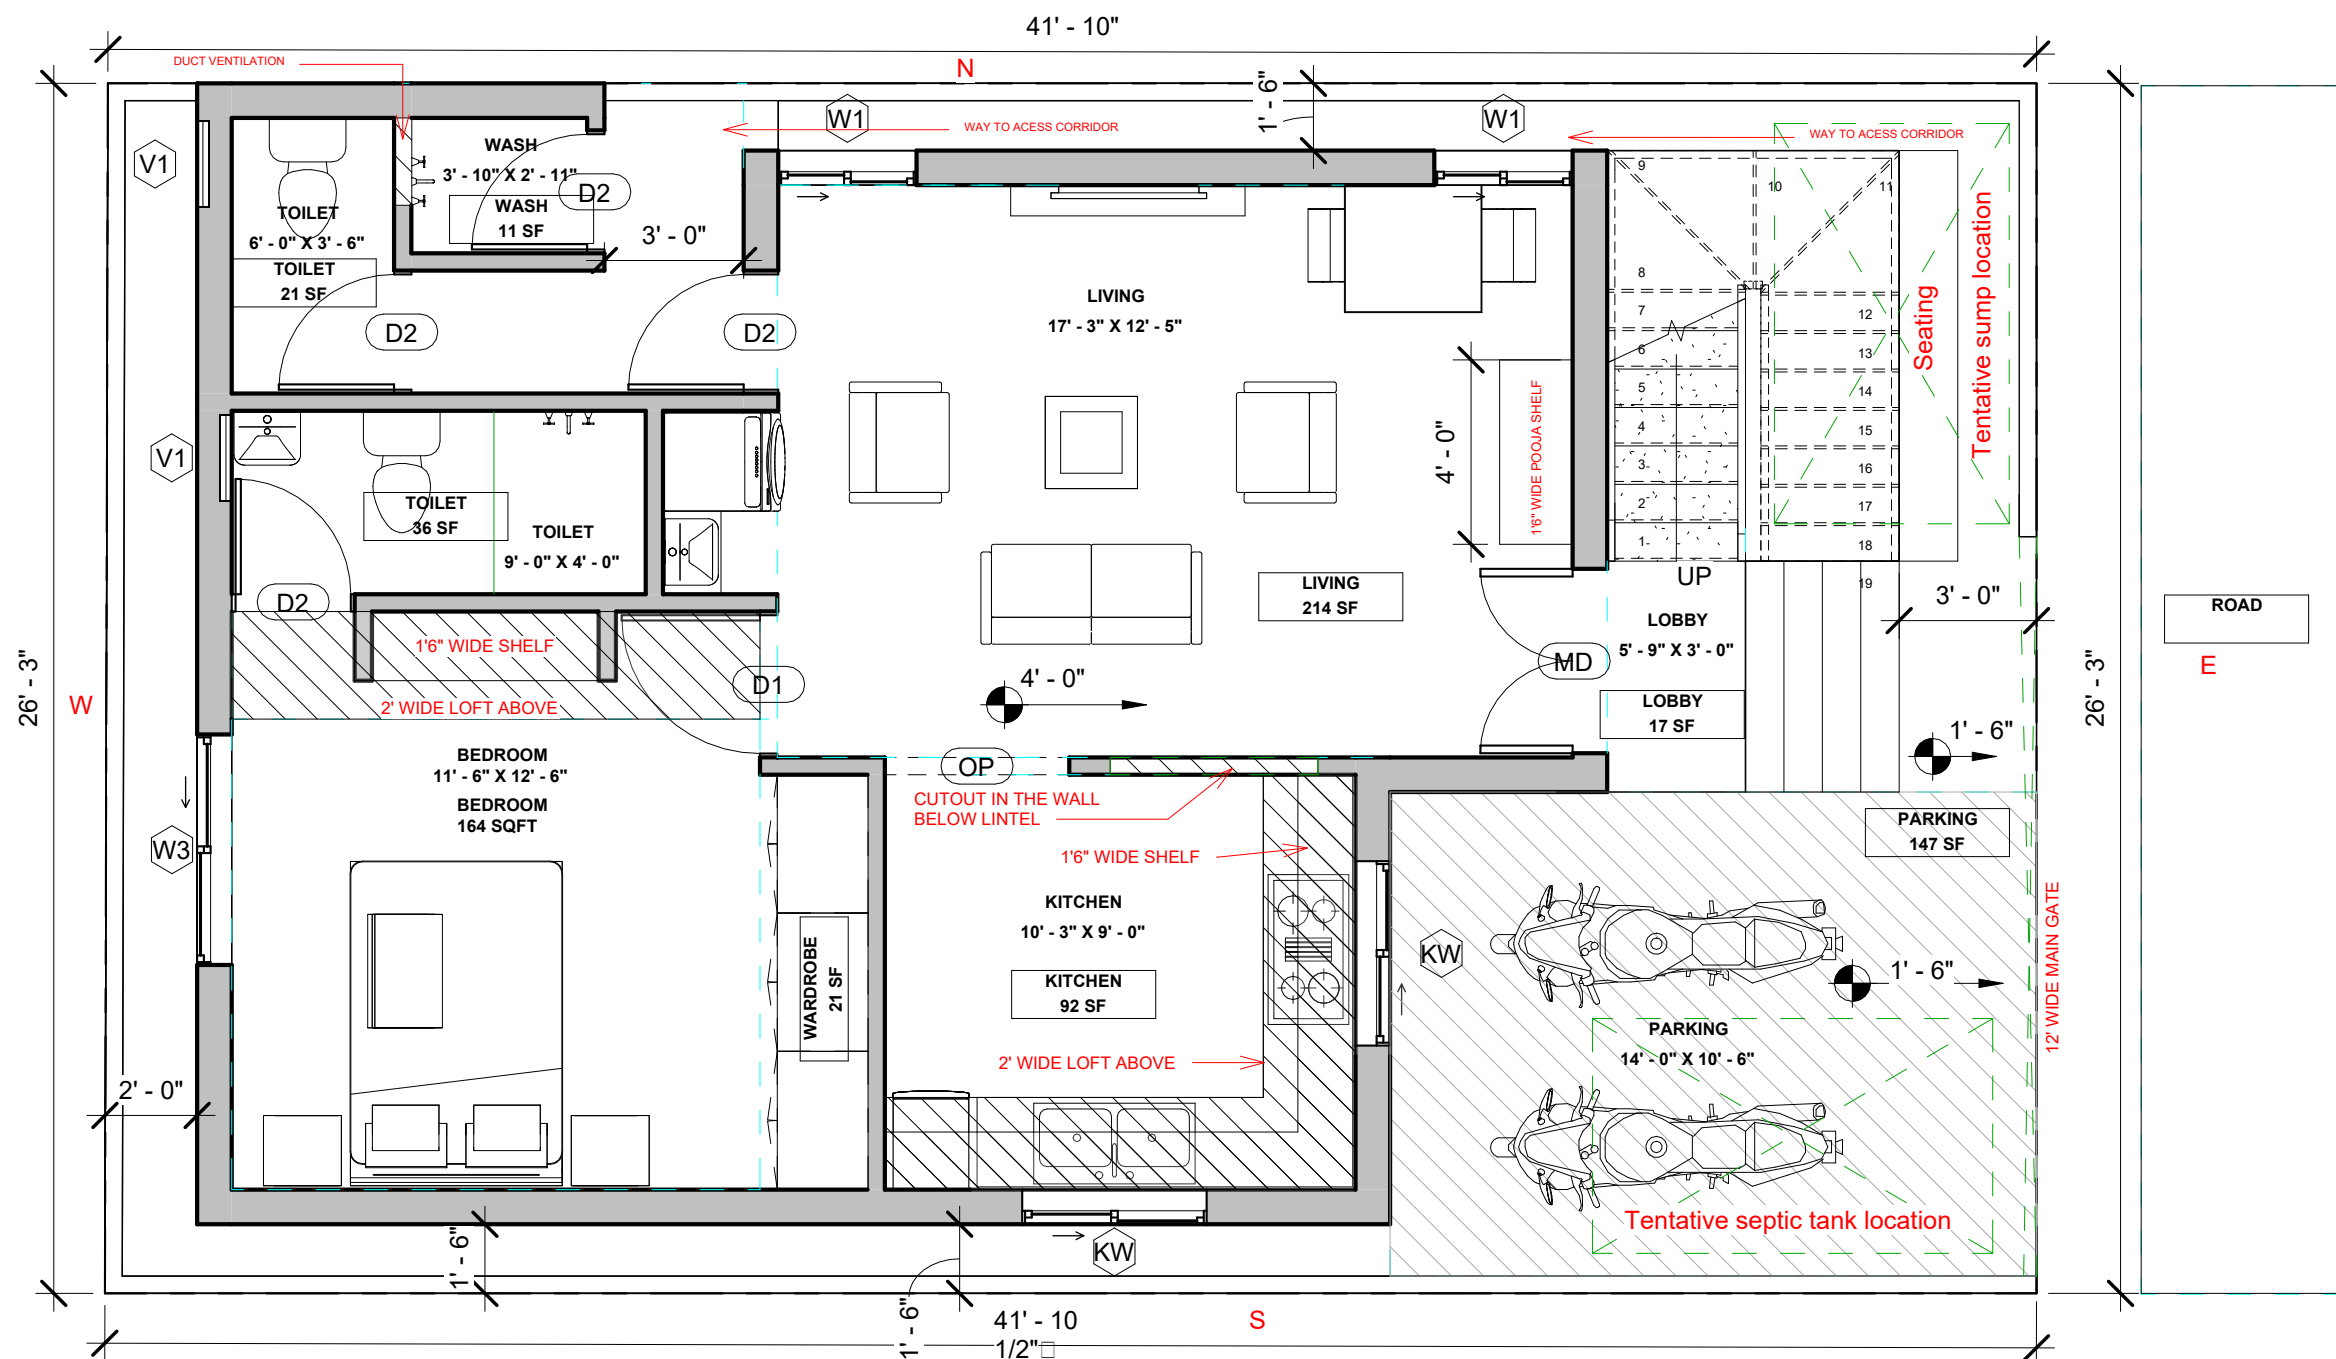 41' - 10"
DUCT VENTILATION
N
1' - 6"
W1
W1
WAY TO ACESS CORRIDOR
WAY TO ACESS CORRIDOR
V1
WASH
3' - 10" X 2' - 11"
D2
WASH
11 SF
TOILET
6' - 0" X 3' - 6"
TOILET
21 SF
3' - 0"
D2
D2
LIVING
17' - 3" X 12' - 5"
9
10
11
8
7
6
5
4
3
2
1
12
13
14
15
16
17
18
19
Seating
Tentative sump location
4' - 0"
1'6" WIDE POOJA SHELF
V1
TOILET
36 SF
TOILET
9' - 0" X 4' - 0"
D2
LIVING
214 SF
UP
LOBBY
5' - 9" X 3' - 0"
3' - 0"
ROAD
E
26' - 3"
W
26' - 3"
1'6" WIDE SHELF
2' WIDE LOFT ABOVE
D1
4' - 0"
MD
LOBBY
17 SF
1' - 6"
BEDROOM
11' - 6" X 12' - 6"
BEDROOM
164 SQFT
OP
CUTOUT IN THE WALL
BELOW LINTEL
1'6" WIDE SHELF
PARKING
147 SF
W3
KITCHEN
10' - 3" X 9' - 0"
KITCHEN
92 SF
WARDROBE
21 SF
KW
1' - 6"
12' WIDE MAIN GATE
2' WIDE LOFT ABOVE
PARKING
14' - 0" X 10' - 6"
2' - 0"
Tentative septic tank location
1' - 6"
KW
1' - 6"
41' - 10
1/2"
S